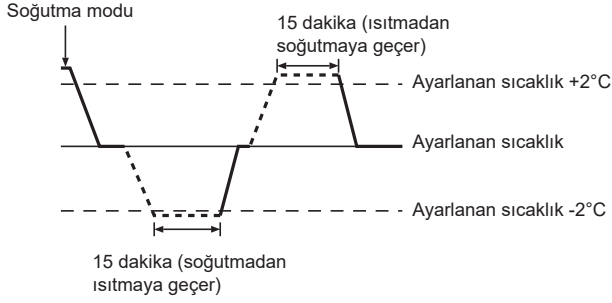 Soğutma modu
15 dakika (ısıtmadan
soğutmaya geçer)
Ayarlanan sıcaklık +2°C
Ayarlanan sıcaklık
Ayarlanan sıcaklık -2°C
15 dakika (soğutmadan
ısıtmaya geçer)